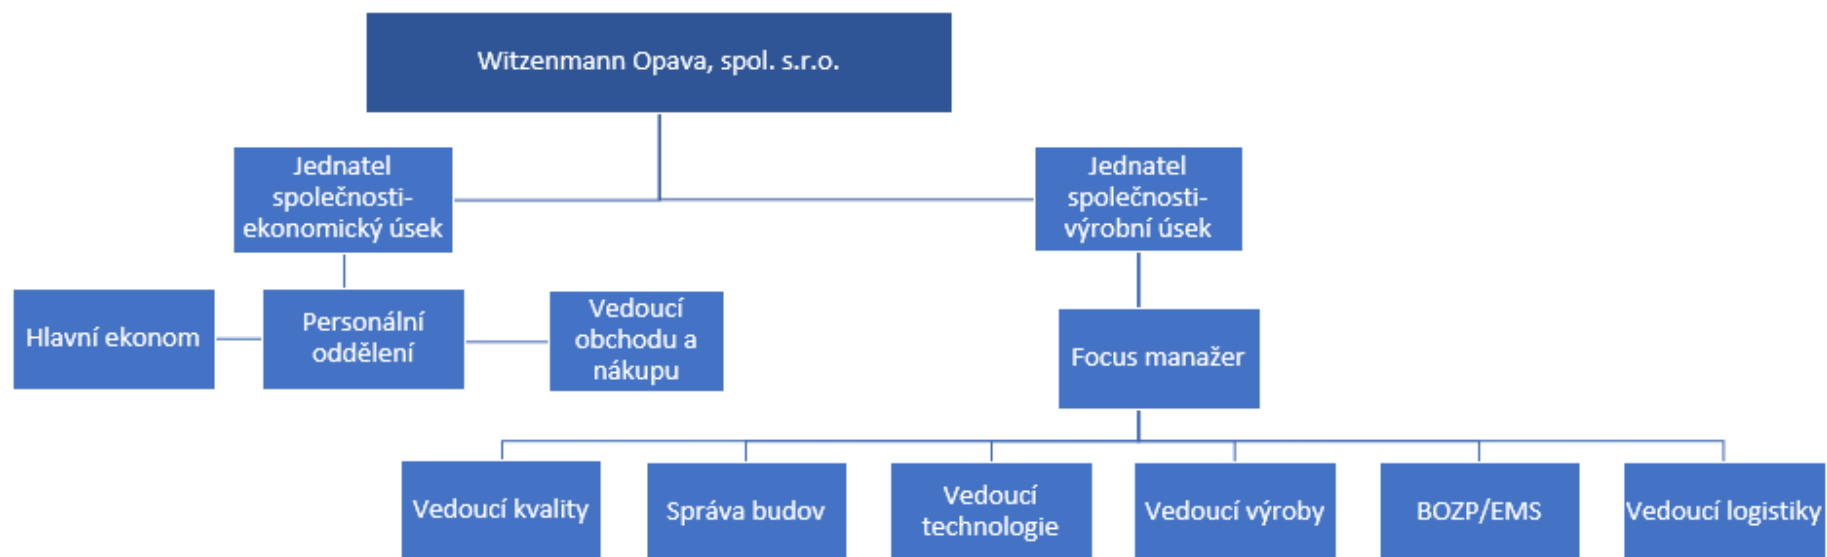 Witzenmann Opava, spol. s.r.o.
Jednatel
společnosti-
ekonomický úsek
Jednatel
společnosti-
výrobní úsek
Hlavní ekonom
Personální
oddělení
Vedoucí
obchodu a
nákupu
Focus manažer
Vedoucí kvality
Správa budov
Vedoucí
technologie
Vedoucí výroby
BOZP/EMS
Vedoucí logistiky